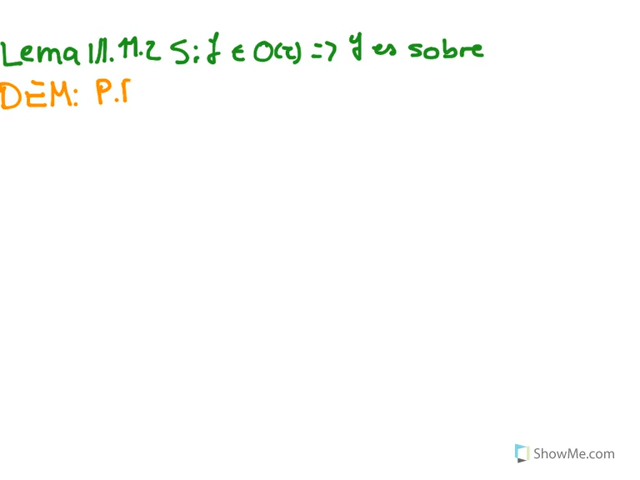 Lema III.11.2 Si f ∈ O(τ) => f es sobre
DEM: P.
ShowMe.com